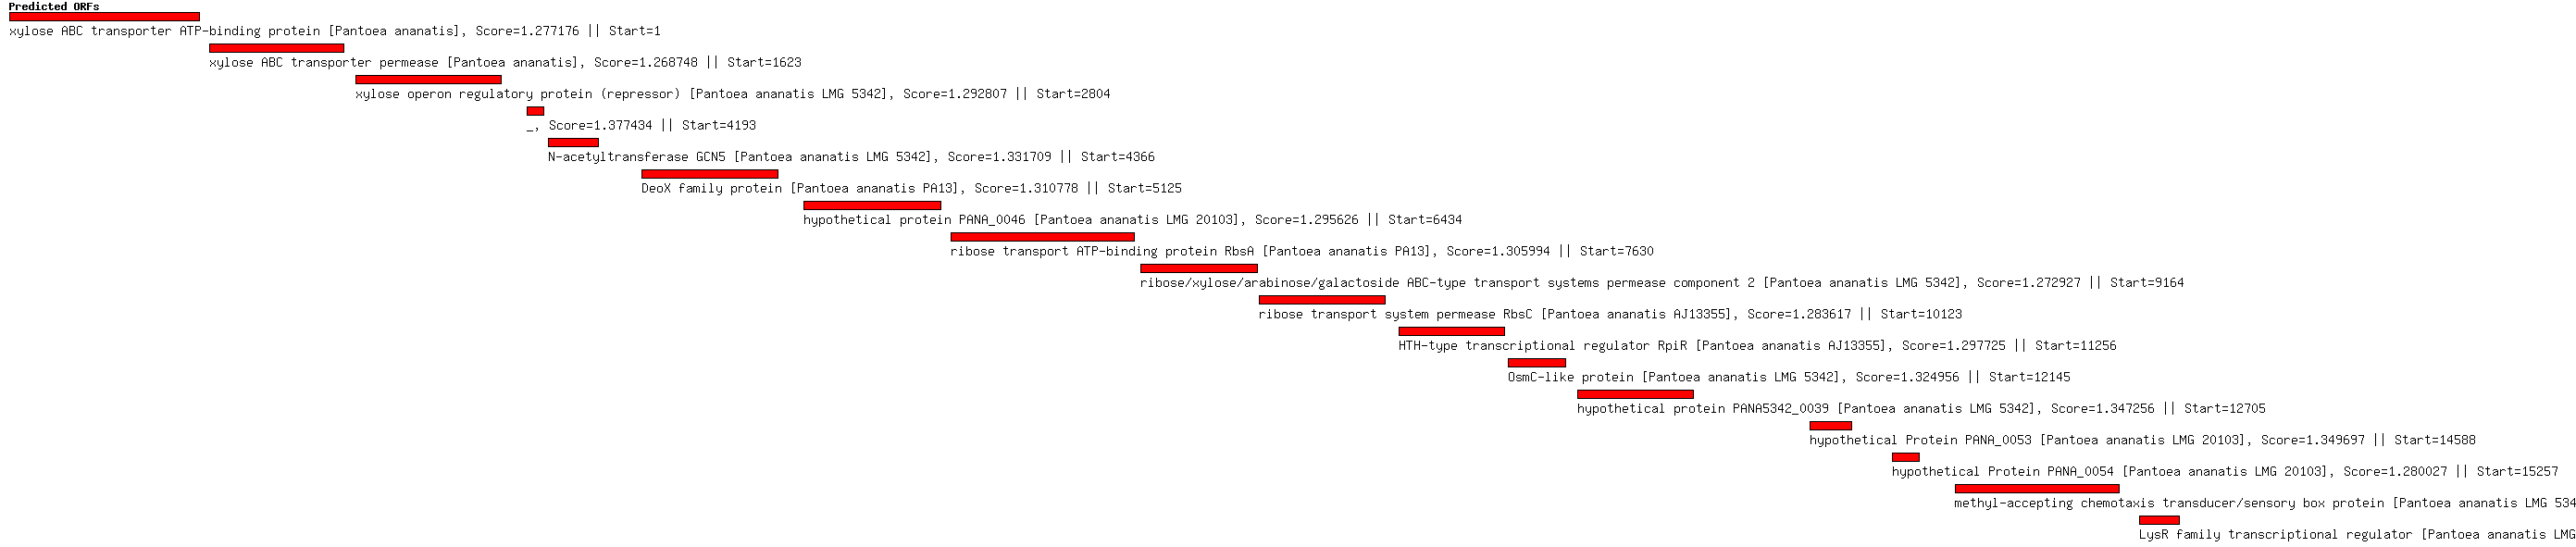 Predicted ORFs
xylose ABC transporter ATP-binding protein [Pantoea ananatis], Score=1.277176 || Start=1
xylose ABC transporter permease [Pantoea ananatis], Score=1.268748 || Start=1623
xylose operon regulatory protein (repressor) [Pantoea ananatis LMG 5342], Score=1.292807 || Start=2804
_, Score=1.377434 || Start=4193
N-acetyltransferase GCN5 [Pantoea ananatis LMG 5342], Score=1.331709 || Start=4366
DeoX family protein [Pantoea ananatis PA13], Score=1.310778 || Start=5125
hypothetical protein PANA_0046 [Pantoea ananatis LMG 20103], Score=1.295626 || Start=6434
ribose transport ATP-binding protein RbsA [Pantoea ananatis PA13], Score=1.305994 || Start=7630
ribose/xylose/arabinose/galactoside ABC-type transport systems permease component 2 [Pantoea ananatis LMG 5342], Score=1.272927 || Start=9164
ribose transport system permease RbsC [Pantoea ananatis AJ13355], Score=1.283617 || Start=10123
HTH-type transcriptional regulator RpiR [Pantoea ananatis AJ13355], Score=1.297725 || Start=11256
OsmC-like protein [Pantoea ananatis LMG 5342], Score=1.324956 || Start=12145
hypothetical protein PANA5342_0039 [Pantoea ananatis LMG 5342], Score=1.347256 || Start=12705
hypothetical Protein PANA_0053 [Pantoea ananatis LMG 20103], Score=1.349697 || Start=14588
hypothetical Protein PANA_0054 [Pantoea ananatis LMG 20103], Score=1.280027 || Start=15257
methyl-accepting chemotaxis transducer/sensory box protein [Pantoea ananatis LMG 534
LysR family transcriptional regulator [Pantoea ananatis LMG